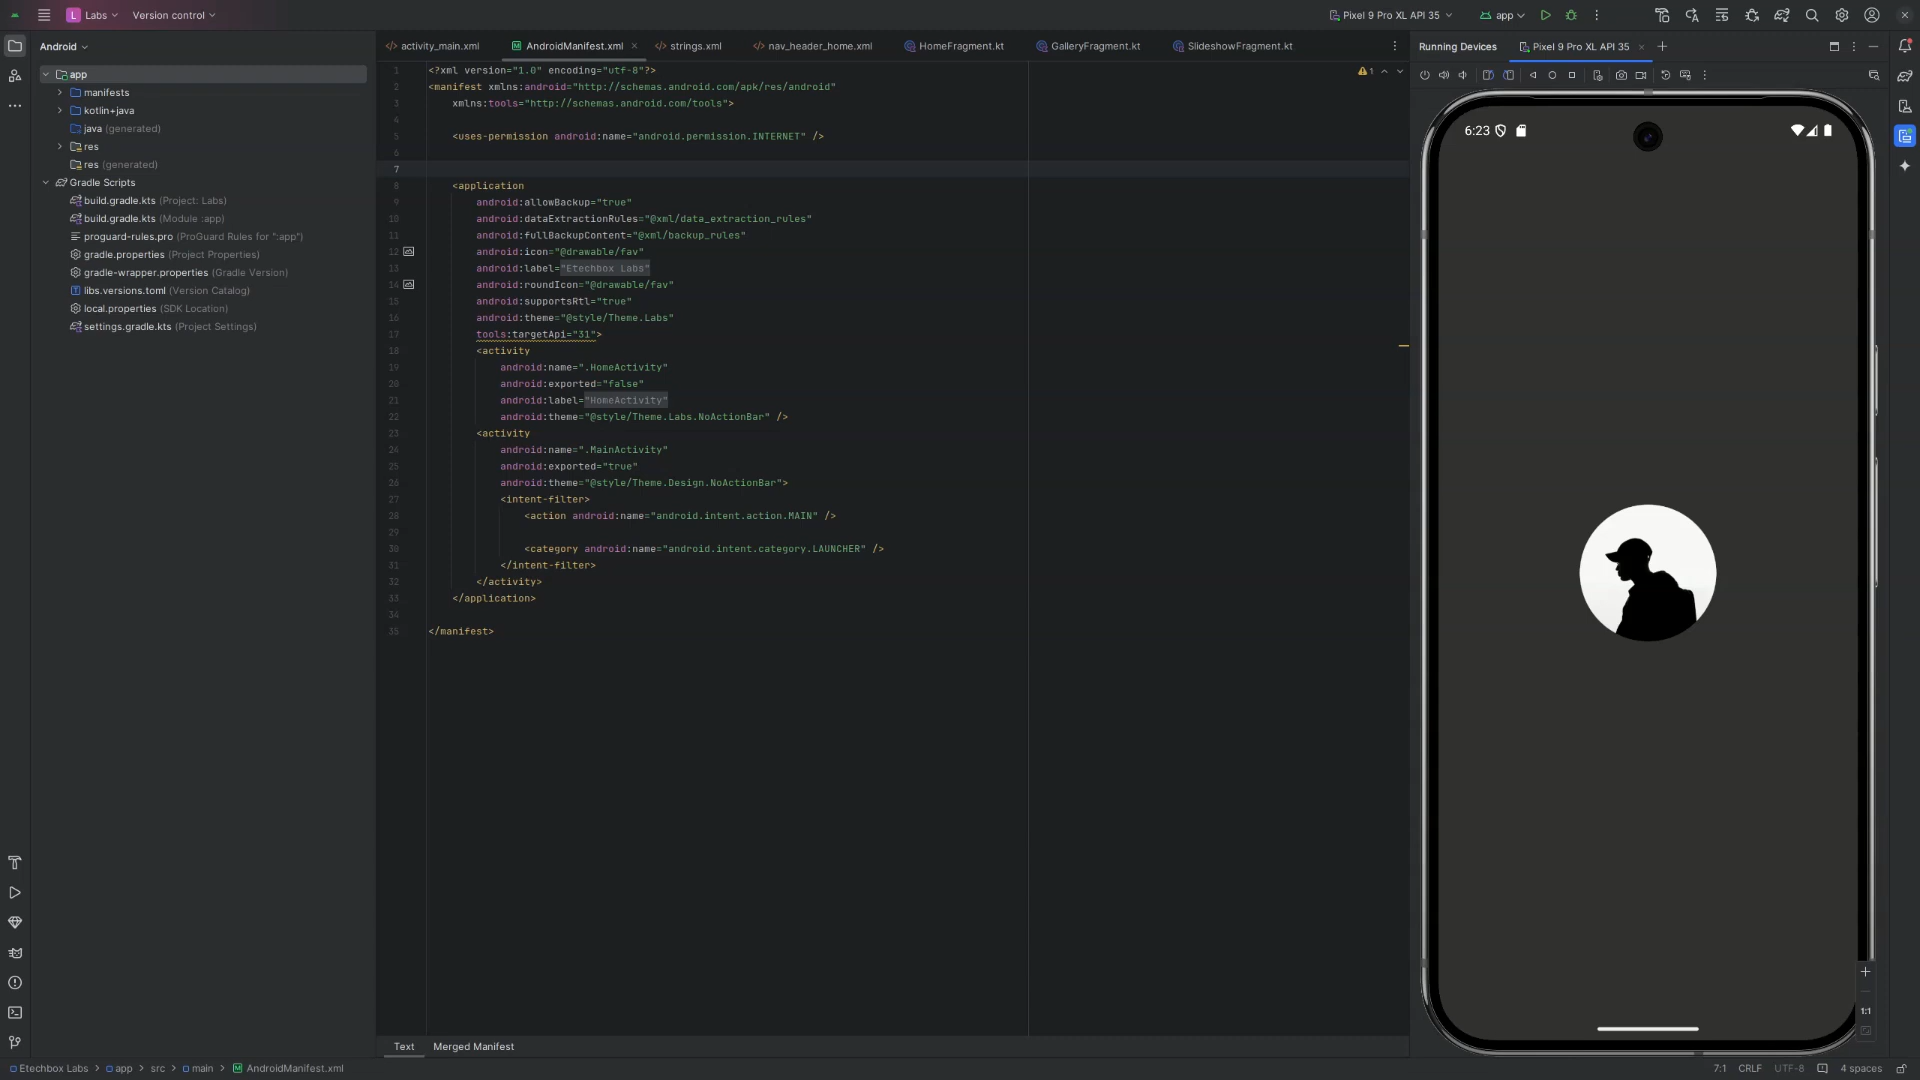 L Labs Version control Pixel 9 Pro XL API 35 app
Android
app
manifests
kotlin+java
java (generated)
res
res (generated)
Gradle Scripts
build.gradle.kts (Project: Labs)
build.gradle.kts (Module :app)
proguard-rules.pro (ProGuard Rules for ":app")
gradle.properties (Project Properties)
gradle-wrapper.properties (Gradle Version)
libs.versions.toml (Version Catalog)
local.properties (SDK Location)
settings.gradle.kts (Project Settings)
activity_main.xml AndroidManifest.xml strings.xml nav_header_home.xml HomeFragment.kt GalleryFragment.kt SlideshowFragment.kt
1 <?xml version="1.0" encoding="utf-8"?>
2 <manifest xmlns:android="http://schemas.android.com/apk/res/android"
3 xmlns:tools="http://schemas.android.com/tools">
4
5 <uses-permission android:name="android.permission.INTERNET" />
6
7
8 <application
9 android:allowBackup="true"
10 android:dataExtractionRules="@xml/data_extraction_rules"
11 android:fullBackupContent="@xml/backup_rules"
12 android:icon="@drawable/fav"
13 android:label="Etechbox Labs"
14 android:roundIcon="@drawable/fav"
15 android:supportsRtl="true"
16 android:theme="@style/Theme.Labs"
17 tools:targetApi="31">
18 <activity
19 android:name=".HomeActivity"
20 android:exported="false"
21 android:label="HomeActivity"
22 android:theme="@style/Theme.Labs.NoActionBar" />
23 <activity
24 android:name=".MainActivity"
25 android:exported="true"
26 android:theme="@style/Theme.Design.NoActionBar">
27 <intent-filter>
28 <action android:name="android.intent.action.MAIN" />
29
30 <category android:name="android.intent.category.LAUNCHER" />
31 </intent-filter>
32 </activity>
33 </application>
34
35 </manifest>
1
Text Merged Manifest
Running Devices Pixel 9 Pro XL API 35
6:23
1:1
Etechbox Labs > app > src > main > AndroidManifest.xml
7:1 CRLF UTF-8 4 spaces